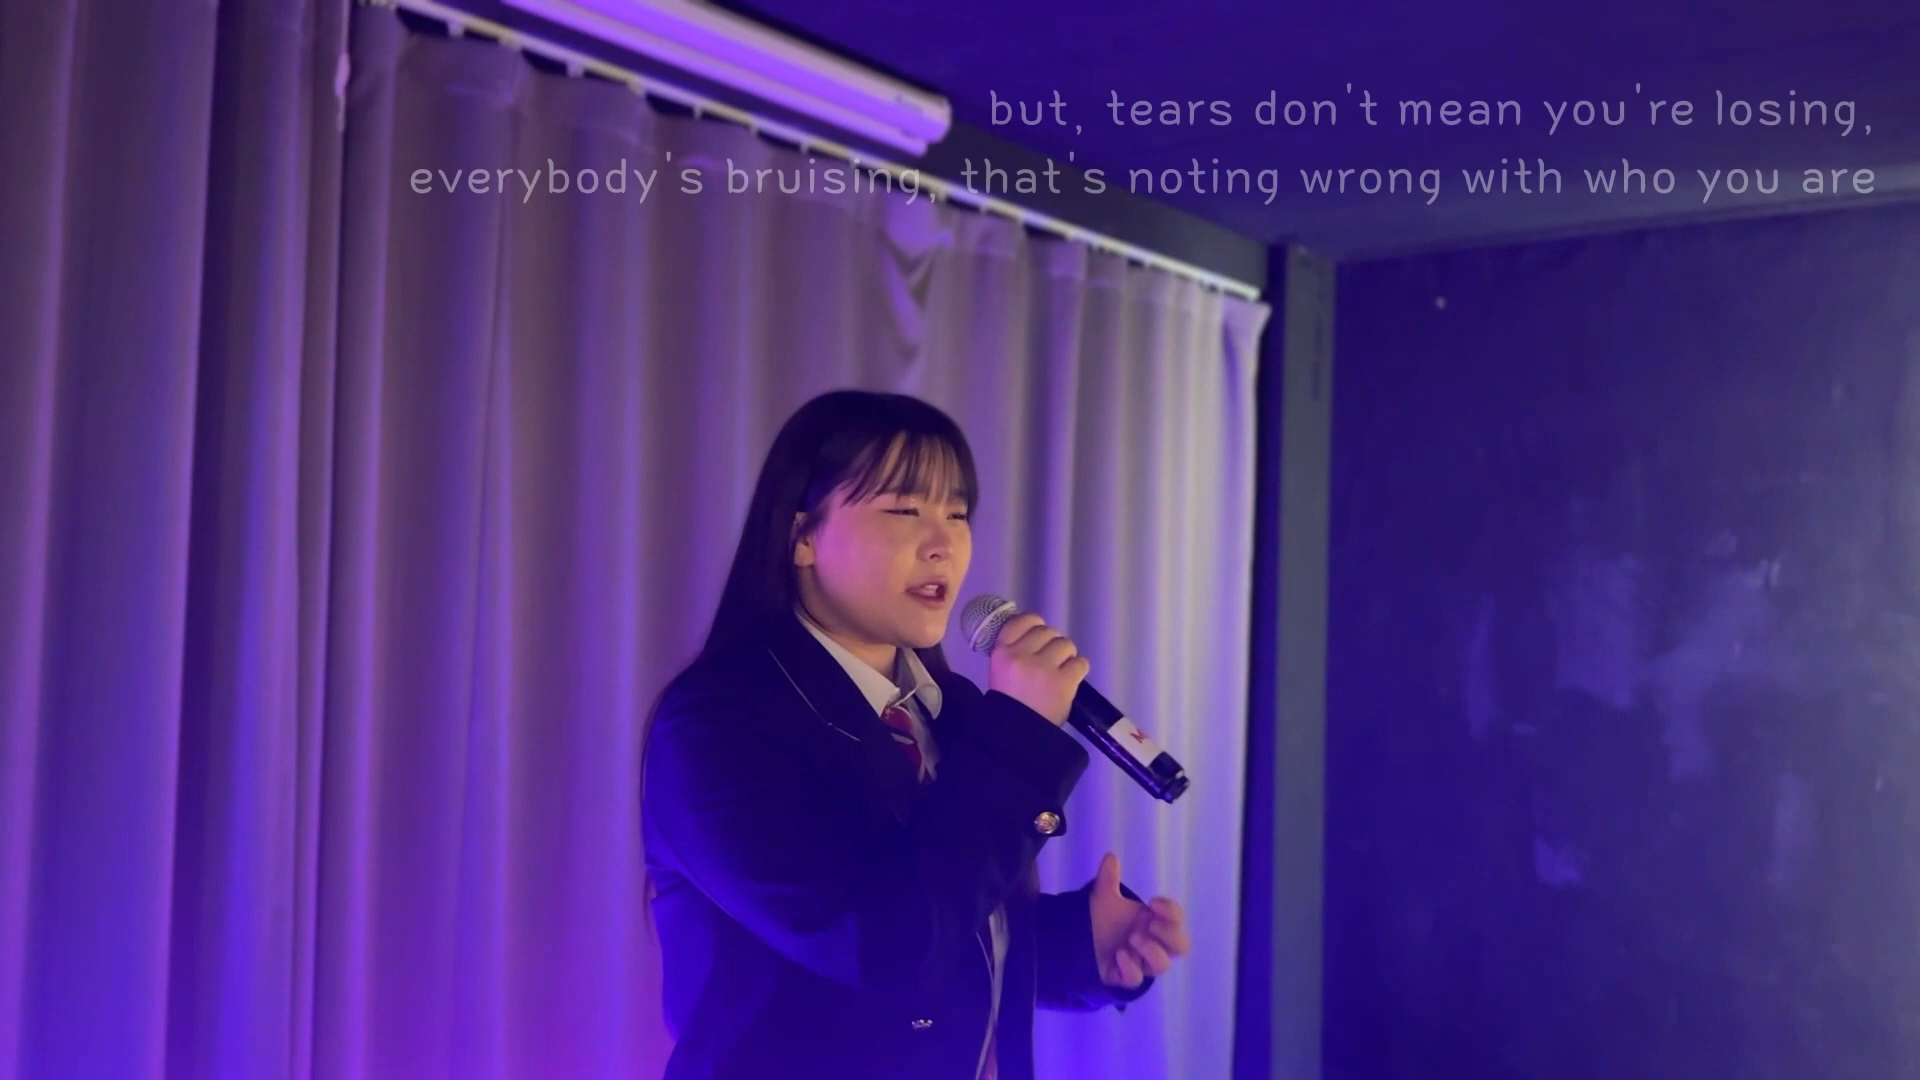 but, tears don't mean you're losing,
everybody's bruising, that's noting wrong with who you are
M